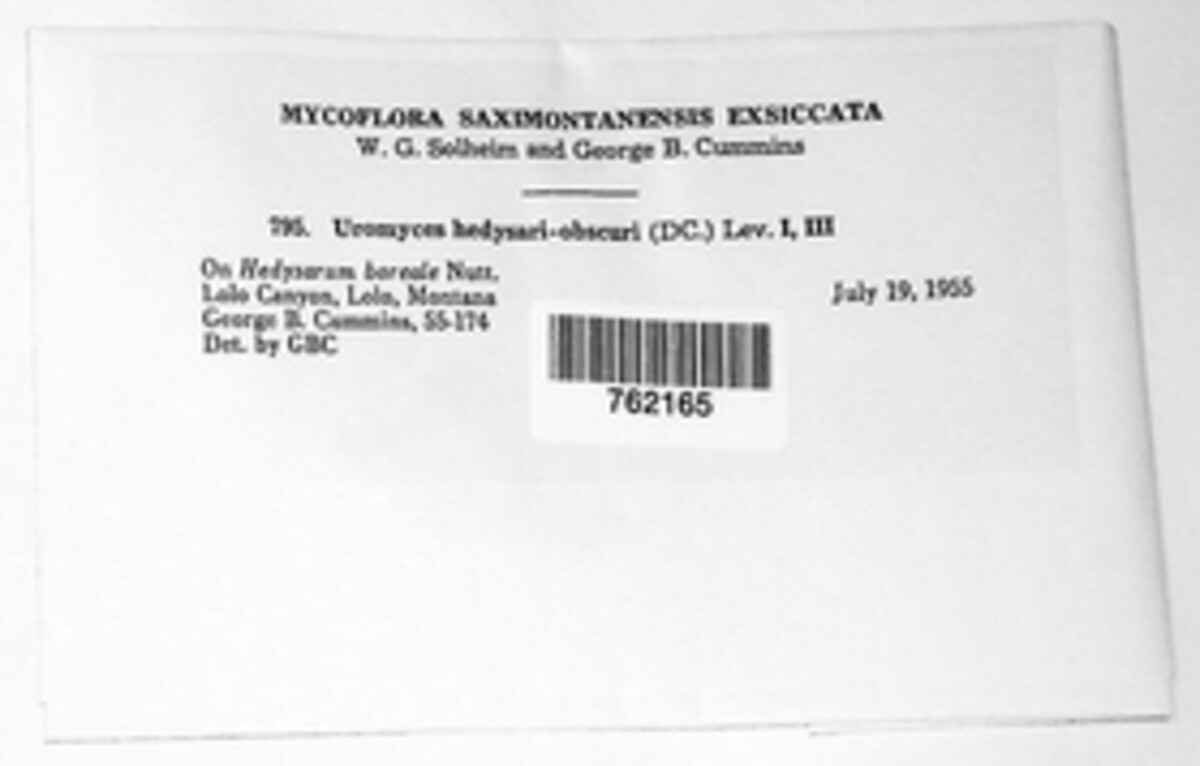 MYCOFLORA SAXIMONTANENSIS EXSICCATA
W. G. Solheim and George B. Cummins
795. Uromyces hedysari-obscuri (DC.) Lev. I, III
On Hedysarum boreale Nutt.
Lolo Canyon, Lolo, Montana
July 19, 1955
George B. Cummins, 55-174
Det. by GBC
762165